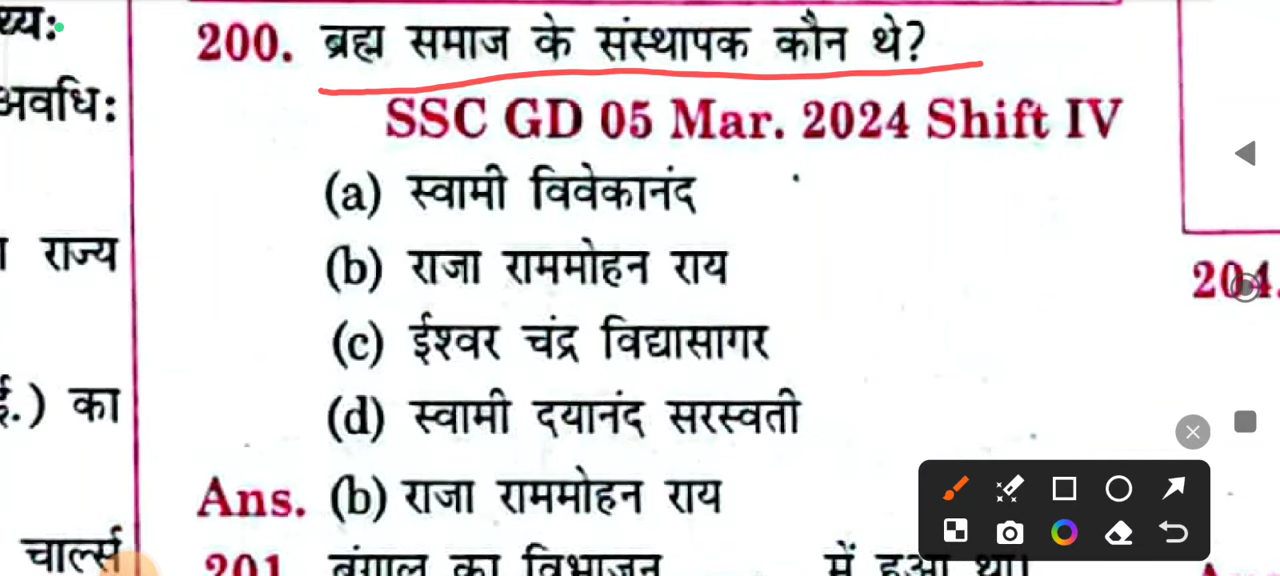 थ्य:
अवधि:
राज्य
ई.) का
चार्ल्स
200. ब्रह्म समाज के संस्थापक कौन थे?
SSC GD 05 Mar. 2024 Shift IV
(a) स्वामी विवेकानंद
(b) राजा राममोहन राय
(c) ईश्वर चंद्र विद्यासागर
(d) स्वामी दयानंद सरस्वती
Ans. (b) राजा राममोहन राय
201. बंगाल का विभाजन में हुआ था।
204.